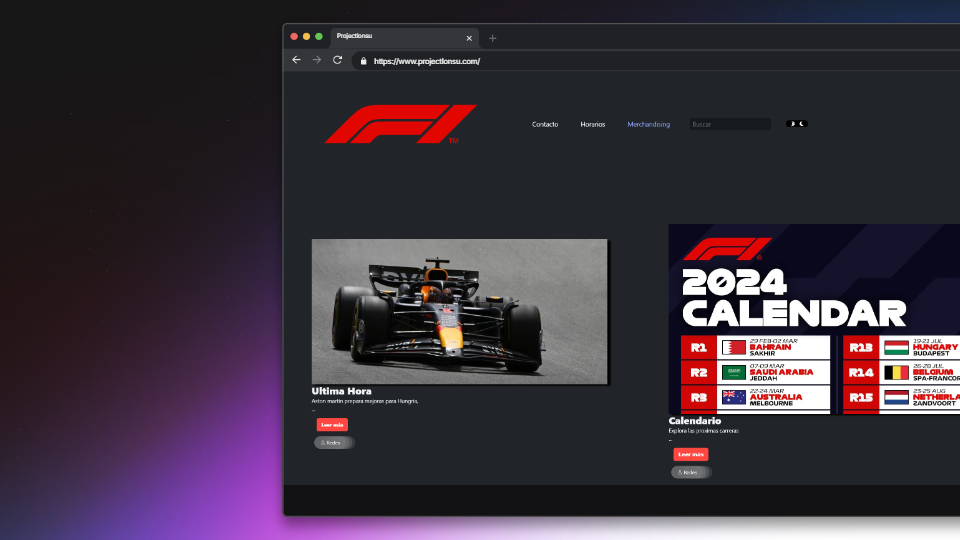 Projectionsu
https://www.projectionsu.com/
F1
TM
Contacto
Horarios
Merchandising
Buscar
Ultima Hora
Aston martin prepara mejoras para Hungria,
...
Leer más
Redes
F1
2024
CALENDAR
R1
29 FEB-02 MAR
BAHRAIN
SAKHIR
R2
07-09 MAR
SAUDI ARABIA
JEDDAH
R3
22-24 MAR
AUSTRALIA
MELBOURNE
R13
19-21 JUL
HUNGARY
BUDAPEST
R14
26-28 JUL
BELGIUM
SPA-FRANCOR
R15
23-25 AUG
NETHERLA
ZANDVOORT
Calendario
Explora las proximas carreras
...
Leer más
Redes